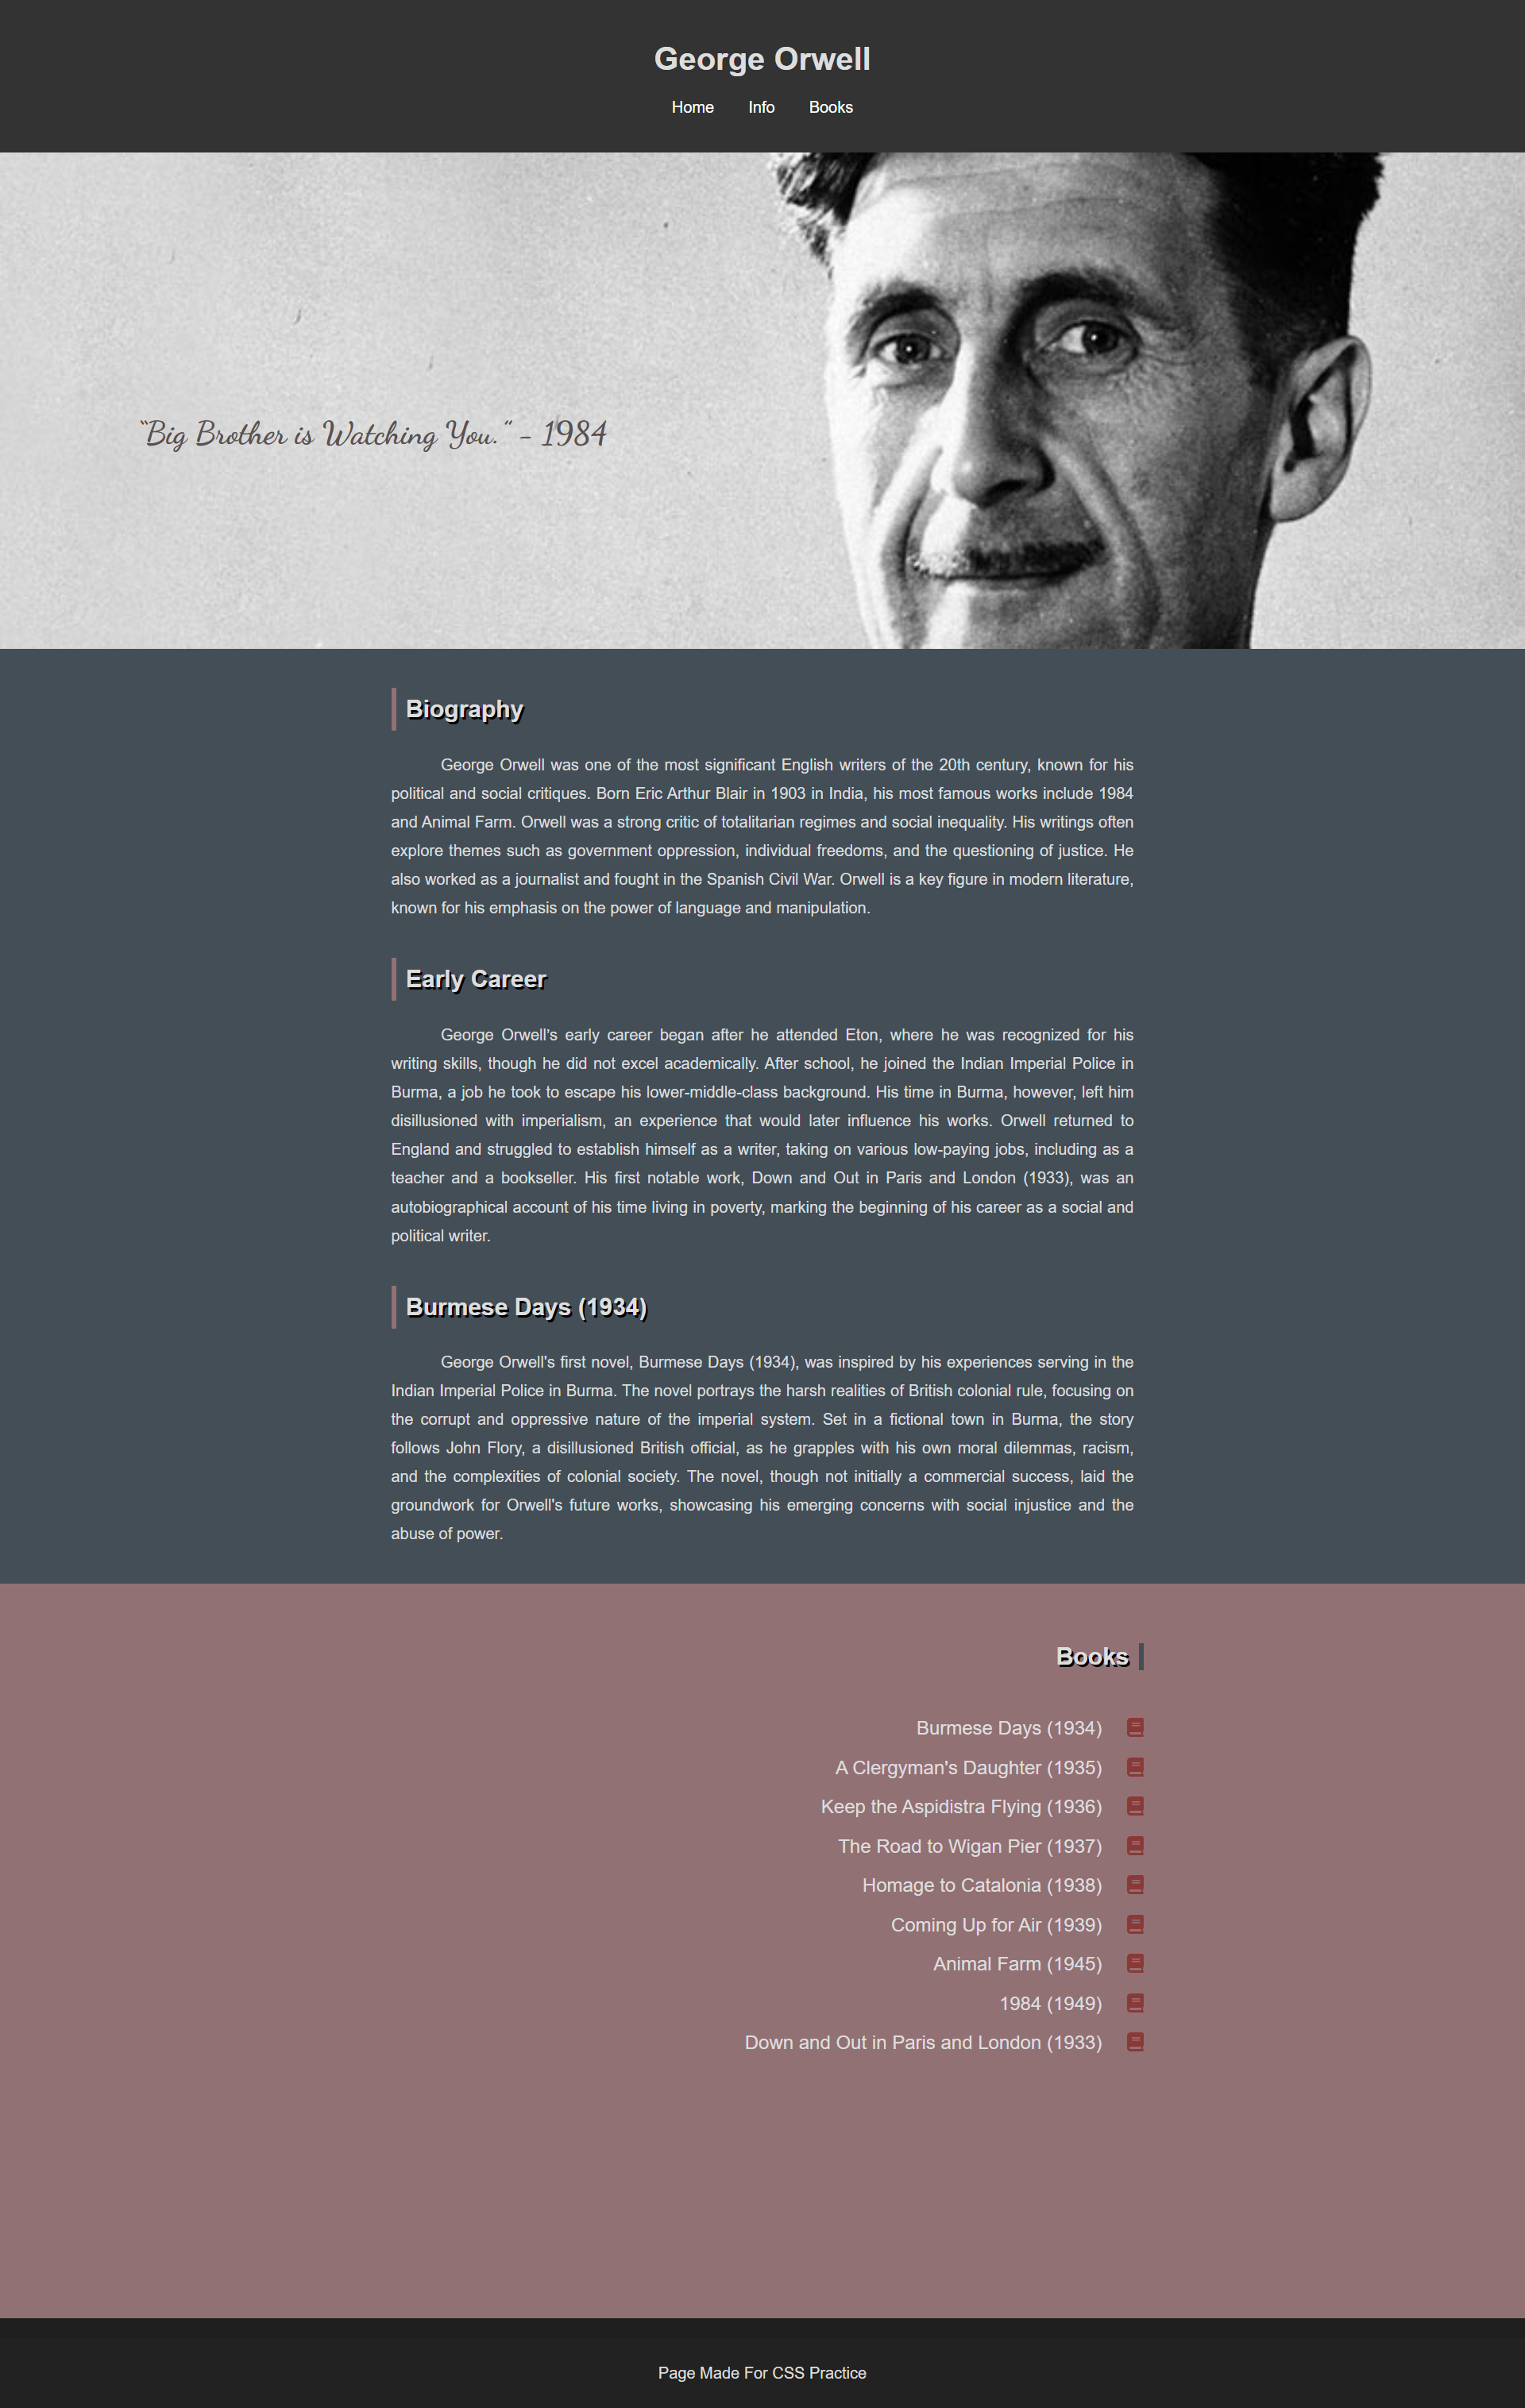 George Orwell
Home Info Books
“Big Brother is Watching You.” - 1984
Biography
George Orwell was one of the most significant English writers of the 20th century, known for his
political and social critiques. Born Eric Arthur Blair in 1903 in India, his most famous works include 1984
and Animal Farm. Orwell was a strong critic of totalitarian regimes and social inequality. His writings often
explore themes such as government oppression, individual freedoms, and the questioning of justice. He
also worked as a journalist and fought in the Spanish Civil War. Orwell is a key figure in modern literature,
known for his emphasis on the power of language and manipulation.
Early Career
George Orwell’s early career began after he attended Eton, where he was recognized for his
writing skills, though he did not excel academically. After school, he joined the Indian Imperial Police in
Burma, a job he took to escape his lower-middle-class background. His time in Burma, however, left him
disillusioned with imperialism, an experience that would later influence his works. Orwell returned to
England and struggled to establish himself as a writer, taking on various low-paying jobs, including as a
teacher and a bookseller. His first notable work, Down and Out in Paris and London (1933), was an
autobiographical account of his time living in poverty, marking the beginning of his career as a social and
political writer.
Burmese Days (1934)
George Orwell's first novel, Burmese Days (1934), was inspired by his experiences serving in the
Indian Imperial Police in Burma. The novel portrays the harsh realities of British colonial rule, focusing on
the corrupt and oppressive nature of the imperial system. Set in a fictional town in Burma, the story
follows John Flory, a disillusioned British official, as he grapples with his own moral dilemmas, racism,
and the complexities of colonial society. The novel, though not initially a commercial success, laid the
groundwork for Orwell's future works, showcasing his emerging concerns with social injustice and the
abuse of power.
Books
Burmese Days (1934)
A Clergyman's Daughter (1935)
Keep the Aspidistra Flying (1936)
The Road to Wigan Pier (1937)
Homage to Catalonia (1938)
Coming Up for Air (1939)
Animal Farm (1945)
1984 (1949)
Down and Out in Paris and London (1933)
Page Made For CSS Practice